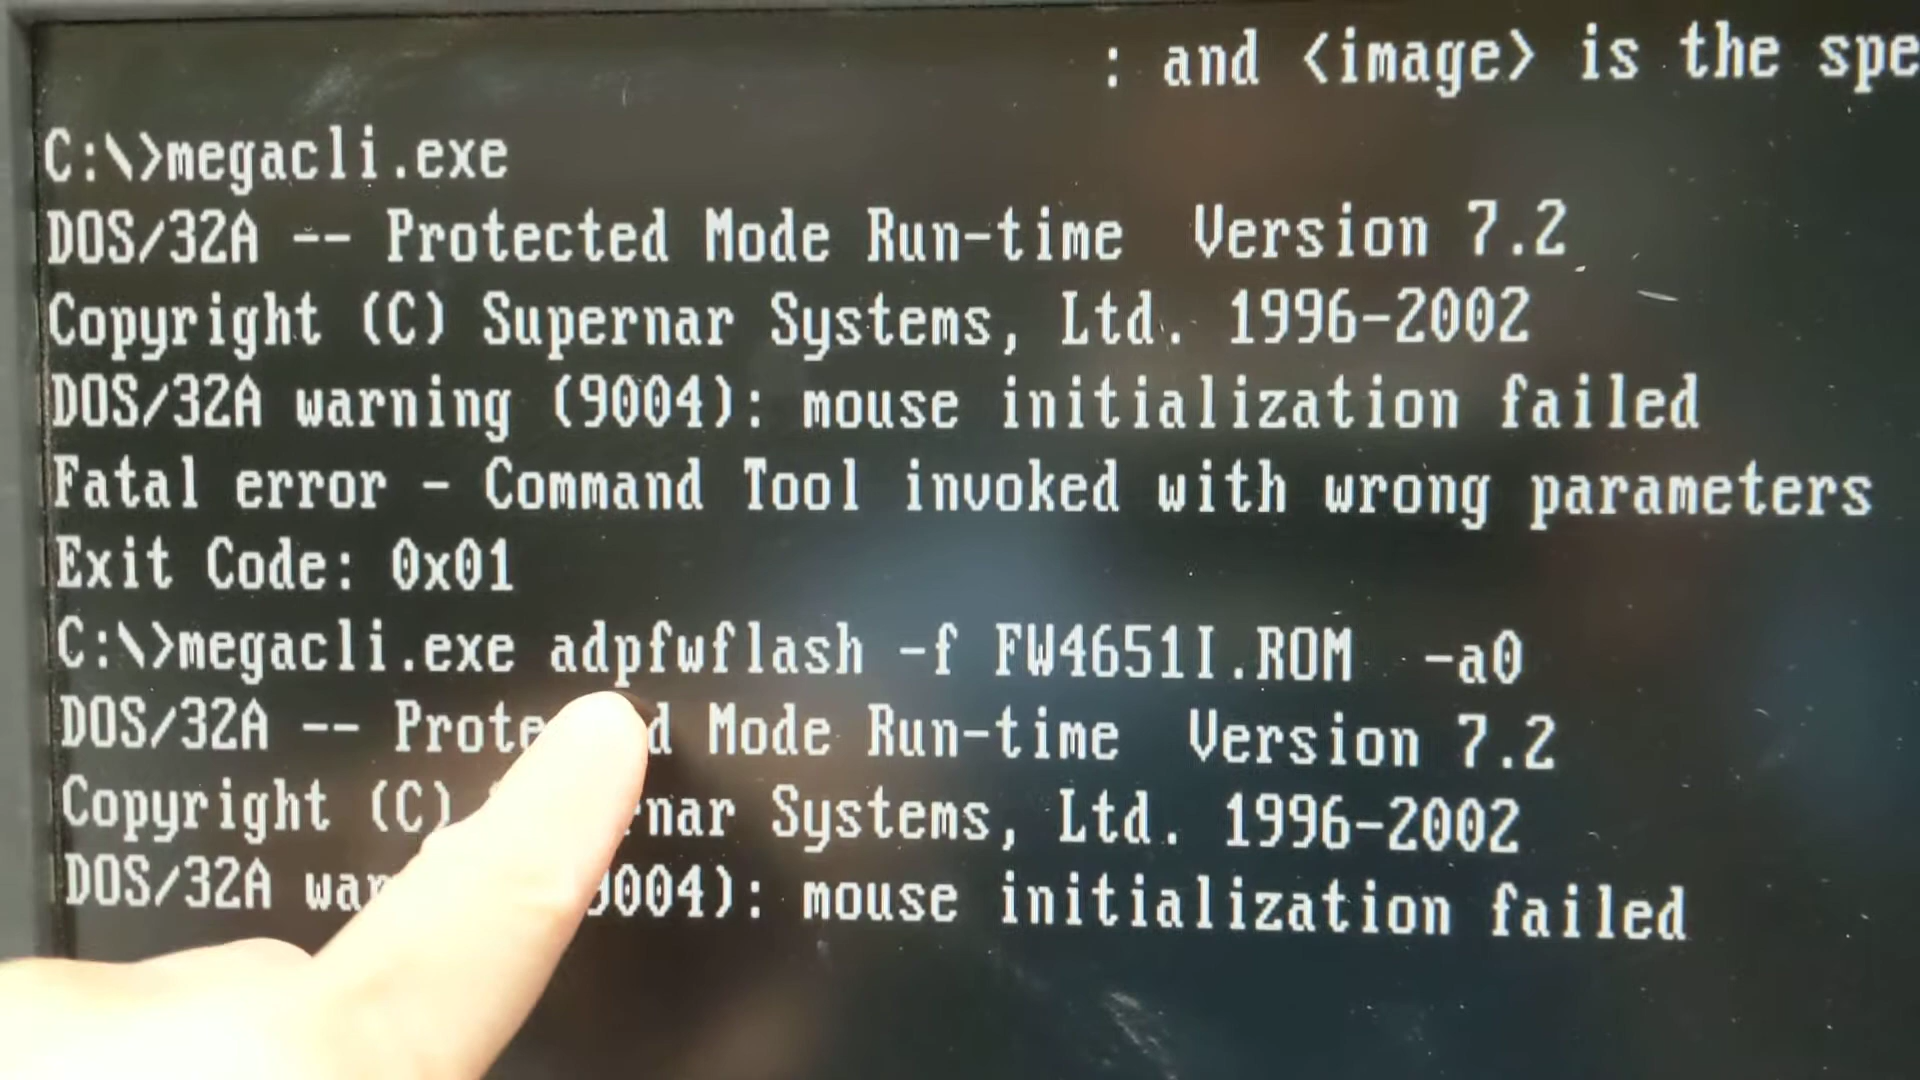 : and <image> is the spe
C:\>megacli.exe
DOS/32A -- Protected Mode Run-time Version 7.2
Copyright (C) Supernar Systems, Ltd. 1996-2002
DOS/32A warning (9004): mouse initialization failed
Fatal error - Command Tool invoked with wrong parameters
Exit Code: 0x01
C:\>megacli.exe adpfwflash -f FW4651I.ROM -a0
DOS/32A -- Prote d Mode Run-time Version 7.2
Copyright (C) rnar Systems, Ltd. 1996-2002
DOS/32A war 9004): mouse initialization failed